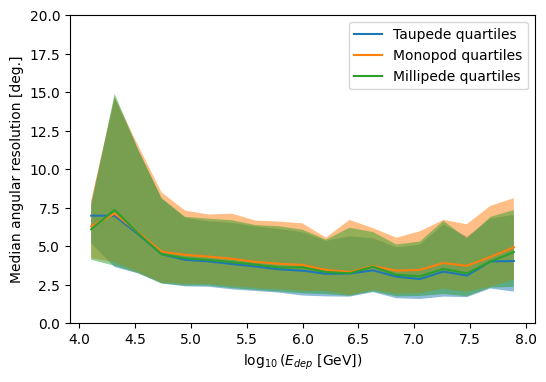 20.0
17.5
15.0
12.5
10.0
7.5
5.0
2.5
0.0
Median angular resolution [deg.]
Taupede quartiles
Monopod quartiles
Millipede quartiles
4.0 4.5 5.0 5.5 6.0 6.5 7.0 7.5 8.0
log₁₀(E_dep [GeV])